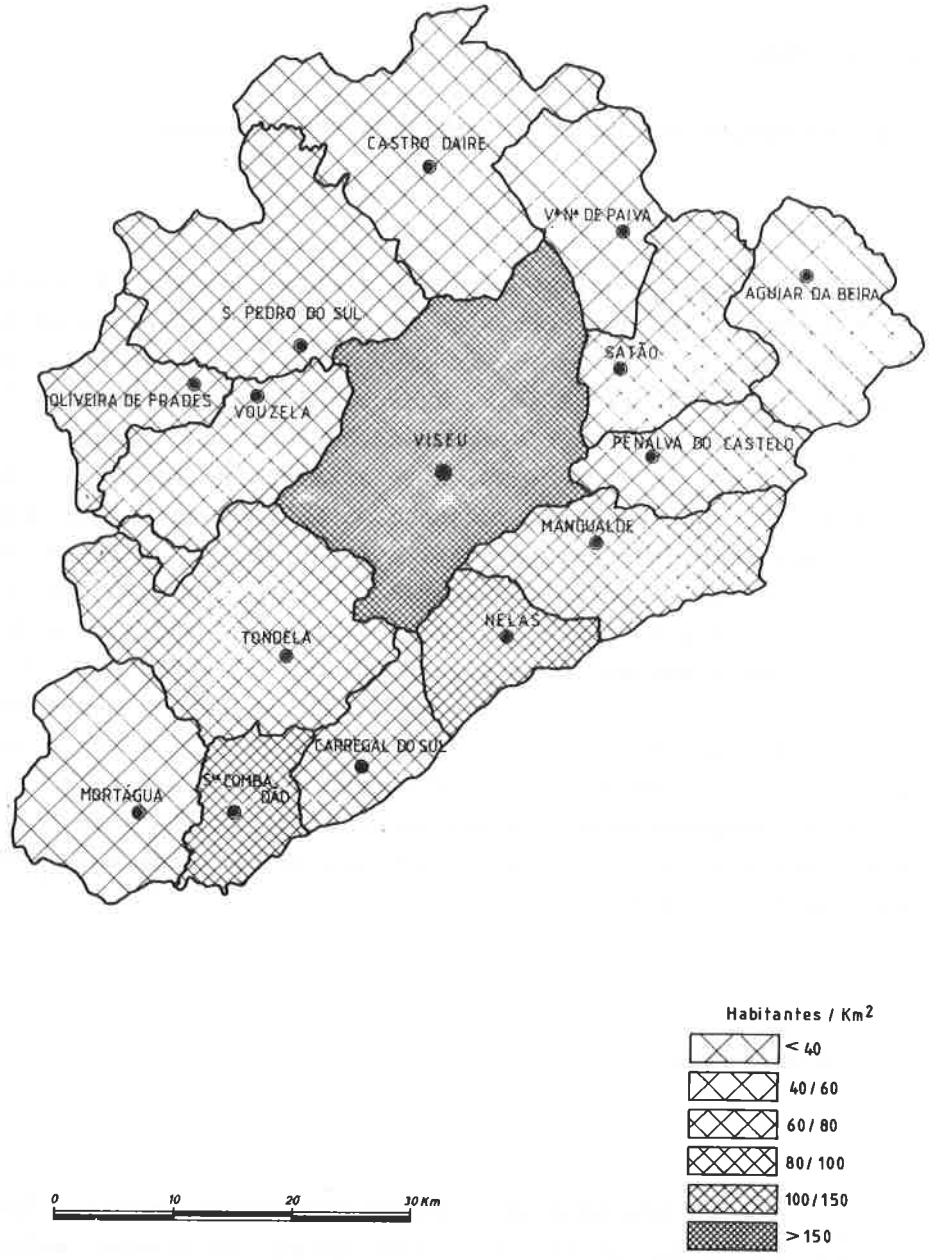 CASTRO DAIRE
Vª Nª DE PAIVA
AGUIAR DA BEIRA
S. PEDRO DO SUL
SATÃO
OLIVEIRA DE FRADES
VOUZELA
VISEU
PENALVA DO CASTELO
MANGUALDE
NELAS
TONDELA
CARREGAL DO SUL
Sta COMBA
DÃO
MORTÁGUA
Habitantes / Km²
< 40
40/60
60/80
80/100
100/150
> 150
0 10 20 30 Km